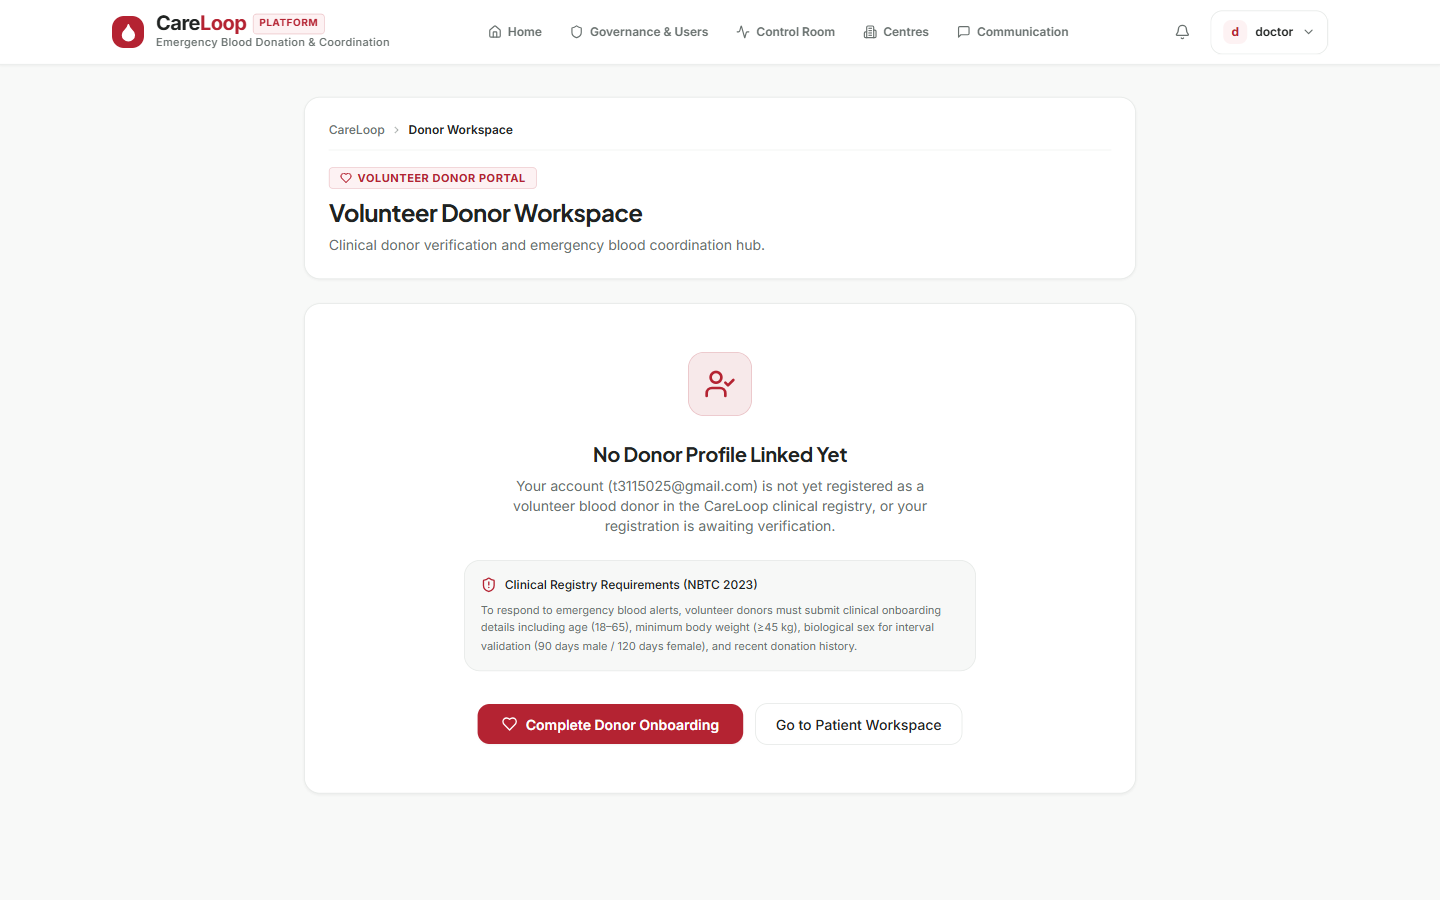 CareLoop PLATFORM
Emergency Blood Donation & Coordination
Home
Governance & Users
Control Room
Centres
Communication
d doctor
CareLoop > Donor Workspace
VOLUNTEER DONOR PORTAL
Volunteer Donor Workspace
Clinical donor verification and emergency blood coordination hub.
No Donor Profile Linked Yet
Your account (t3115025@gmail.com) is not yet registered as a
volunteer blood donor in the CareLoop clinical registry, or your
registration is awaiting verification.
Clinical Registry Requirements (NBTC 2023)
To respond to emergency blood alerts, volunteer donors must submit clinical onboarding
details including age (18–65), minimum body weight (≥45 kg), biological sex for interval
validation (90 days male / 120 days female), and recent donation history.
Complete Donor Onboarding
Go to Patient Workspace